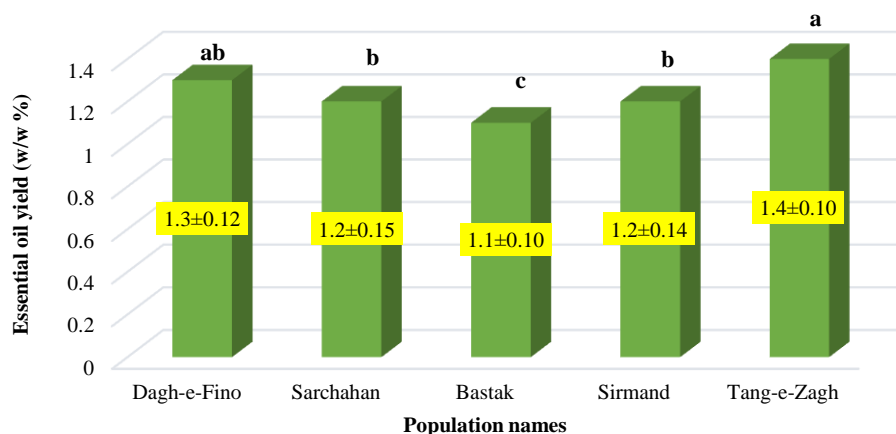 a
ab
b
b
c
1.4
1.2
1
0.8
0.6
0.4
0.2
0
Essential oil yield (w/w %)
1.3±0.12
1.2±0.15
1.1±0.10
1.2±0.14
1.4±0.10
Dagh-e-Fino
Sarchahan
Bastak
Sirmand
Tang-e-Zagh
Population names